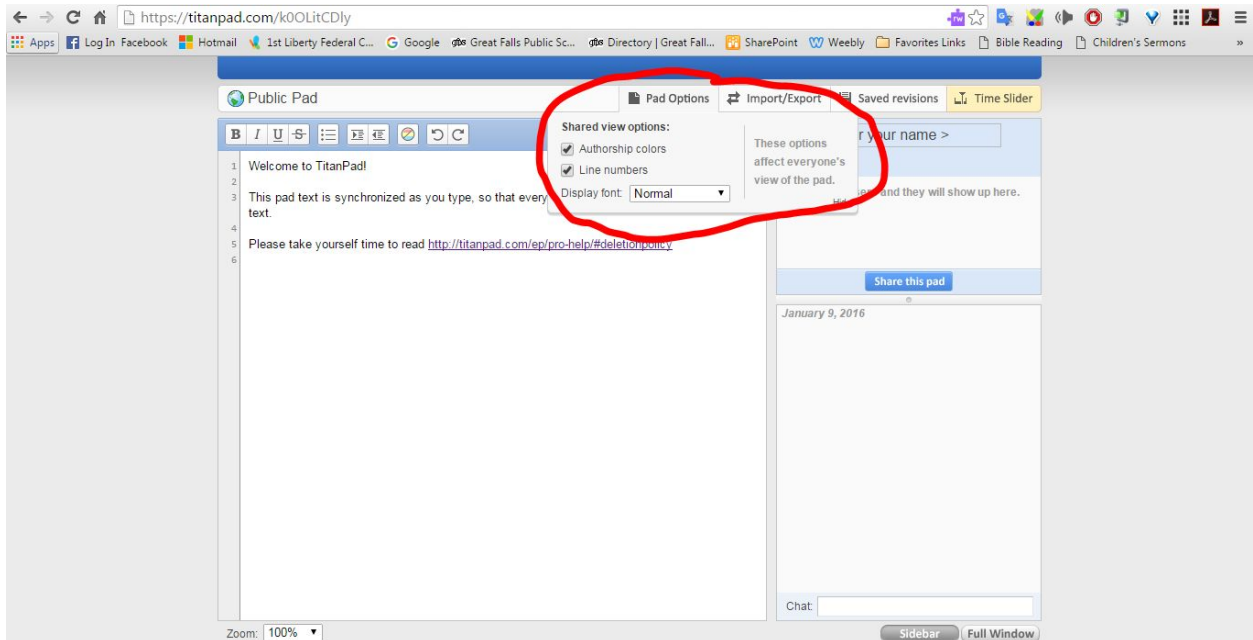 https://titanpad.com/k0OLitCDly
Apps Log In Facebook Hotmail 1st Liberty Federal C... Google Great Falls Public Sc... Directory | Great Fall... SharePoint Weebly Favorites Links Bible Reading Children's Sermons »
Public Pad Pad Options Import/Export Saved revisions Time Slider
B I U S
Shared view options:
Authorship colors
Line numbers
Display font: Normal
These options
affect everyone's
view of the pad.
r your name >
and they will show up here.
1 Welcome to TitanPad!
2
3 This pad text is synchronized as you type, so that every
text.
4
5 Please take yourself time to read http://titanpad.com/ep/pro-help/#deletionpolicy
6
Share this pad
January 9, 2016
Chat:
Zoom: 100% Sidebar Full Window